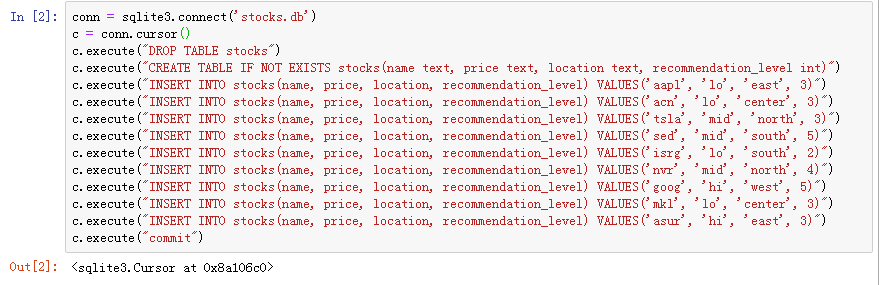 In [2]: conn = sqlite3.connect('stocks.db')
c = conn.cursor()
c.execute("DROP TABLE stocks")
c.execute("CREATE TABLE IF NOT EXISTS stocks(name text, price text, location text, recommendation_level int)")
c.execute("INSERT INTO stocks(name, price, location, recommendation_level) VALUES('aapl', 'lo', 'east', 3)")
c.execute("INSERT INTO stocks(name, price, location, recommendation_level) VALUES('acn', 'lo', 'center', 3)")
c.execute("INSERT INTO stocks(name, price, location, recommendation_level) VALUES('tsla', 'mid', 'north', 3)")
c.execute("INSERT INTO stocks(name, price, location, recommendation_level) VALUES('sed', 'mid', 'south', 5)")
c.execute("INSERT INTO stocks(name, price, location, recommendation_level) VALUES('isrg', 'lo', 'south', 2)")
c.execute("INSERT INTO stocks(name, price, location, recommendation_level) VALUES('nvr', 'mid', 'north', 4)")
c.execute("INSERT INTO stocks(name, price, location, recommendation_level) VALUES('goog', 'hi', 'west', 5)")
c.execute("INSERT INTO stocks(name, price, location, recommendation_level) VALUES('mkl', 'lo', 'center', 3)")
c.execute("INSERT INTO stocks(name, price, location, recommendation_level) VALUES('asur', 'hi', 'east', 3)")
c.execute("commit")
Out[2]: <sqlite3.Cursor at 0x8a106c0>